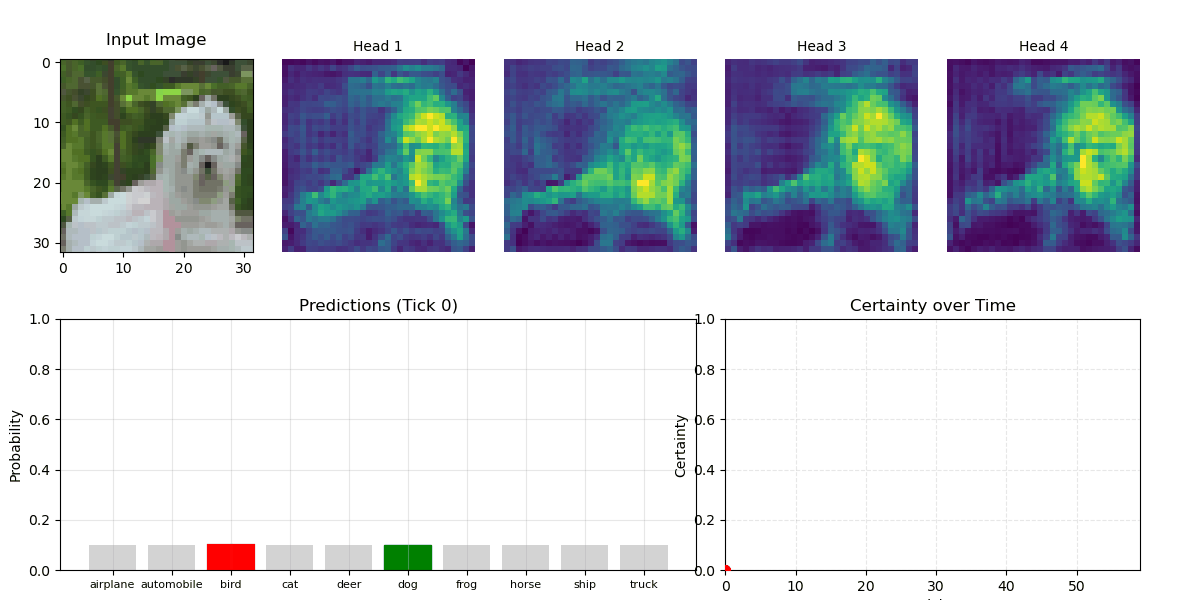 Input Image
Head 1
Head 2
Head 3
Head 4
0
10
20
30
0
10
20
30
Predictions (Tick 0)
Certainty over Time
Probability
1.0
0.8
0.6
0.4
0.2
0.0
airplane
automobile
bird
cat
deer
dog
frog
horse
ship
truck
Certainty
1.0
0.8
0.6
0.4
0.2
0.0
0
10
20
30
40
50